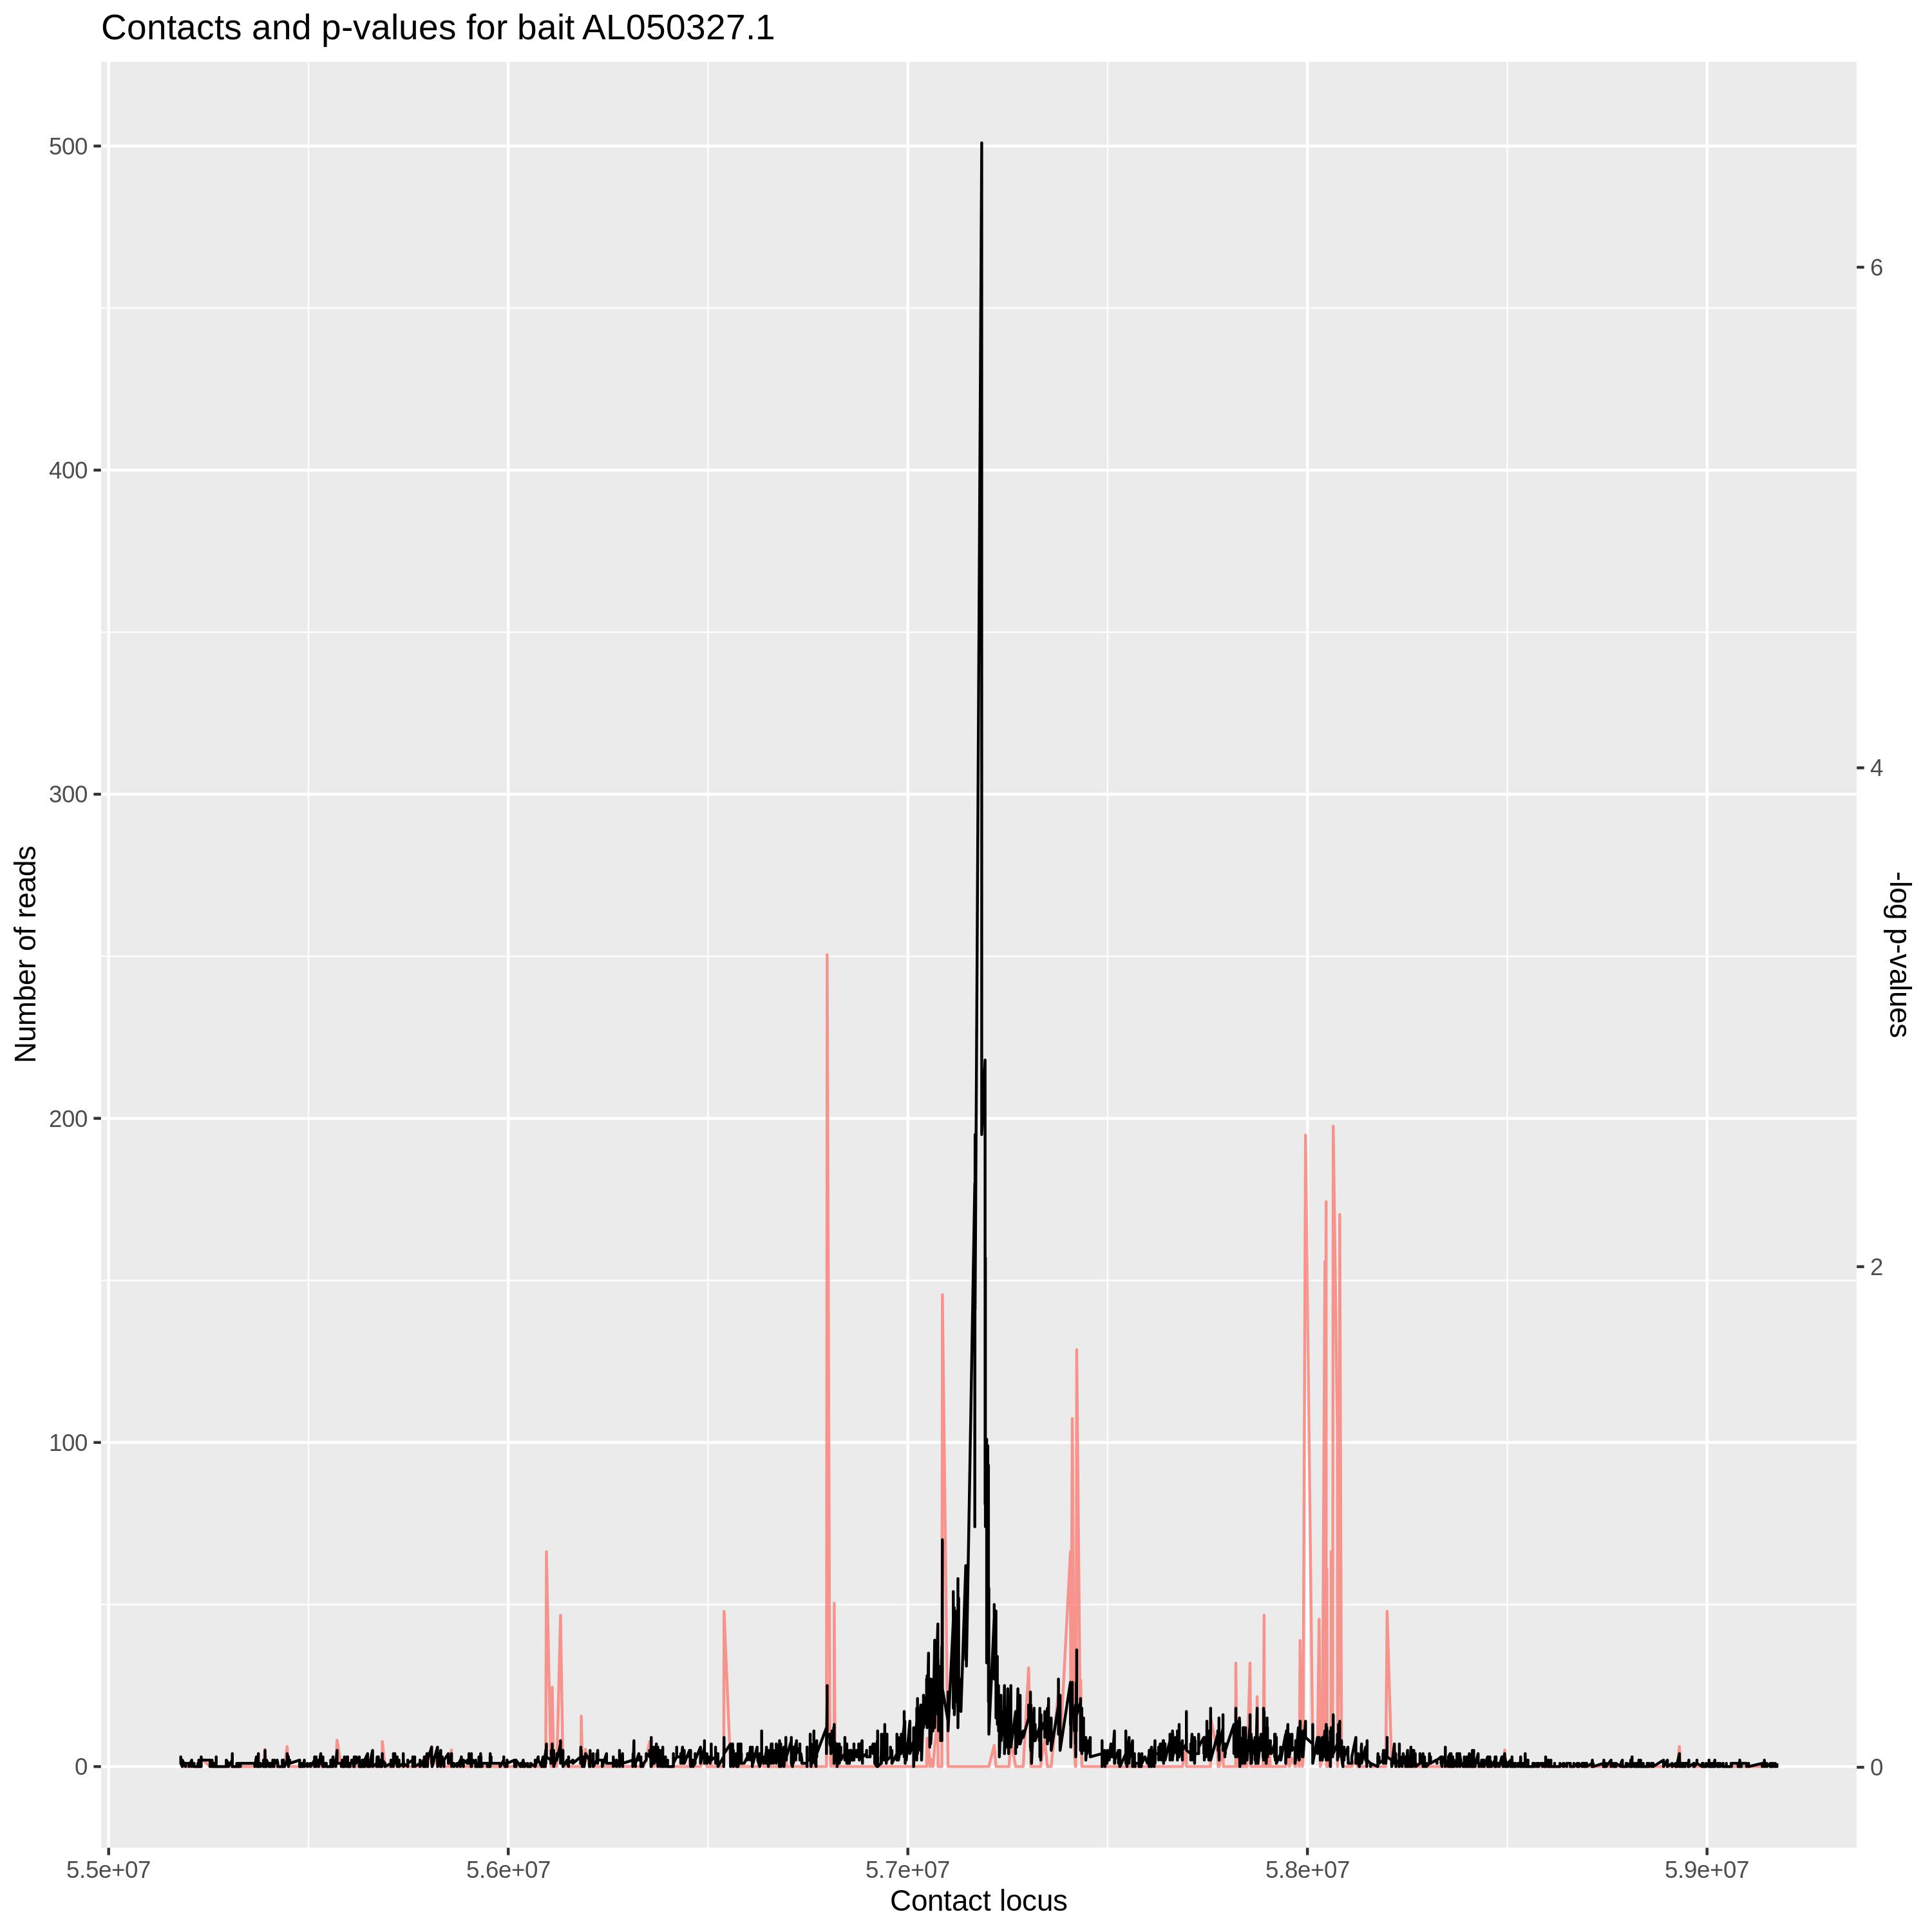 Contacts and p-values for bait AL050327.1
500
400
300
200
100
0
Number of reads
6
4
2
0
-log p-values
5.5e+07
5.6e+07
5.7e+07
5.8e+07
5.9e+07
Contact locus